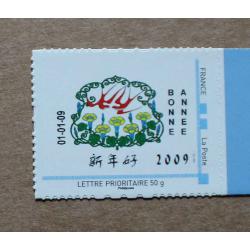 01-01-09
BONNE
ANNEE
新年好 2009
LETTRE PRIORITAIRE 50 g
FRANCE
La Poste